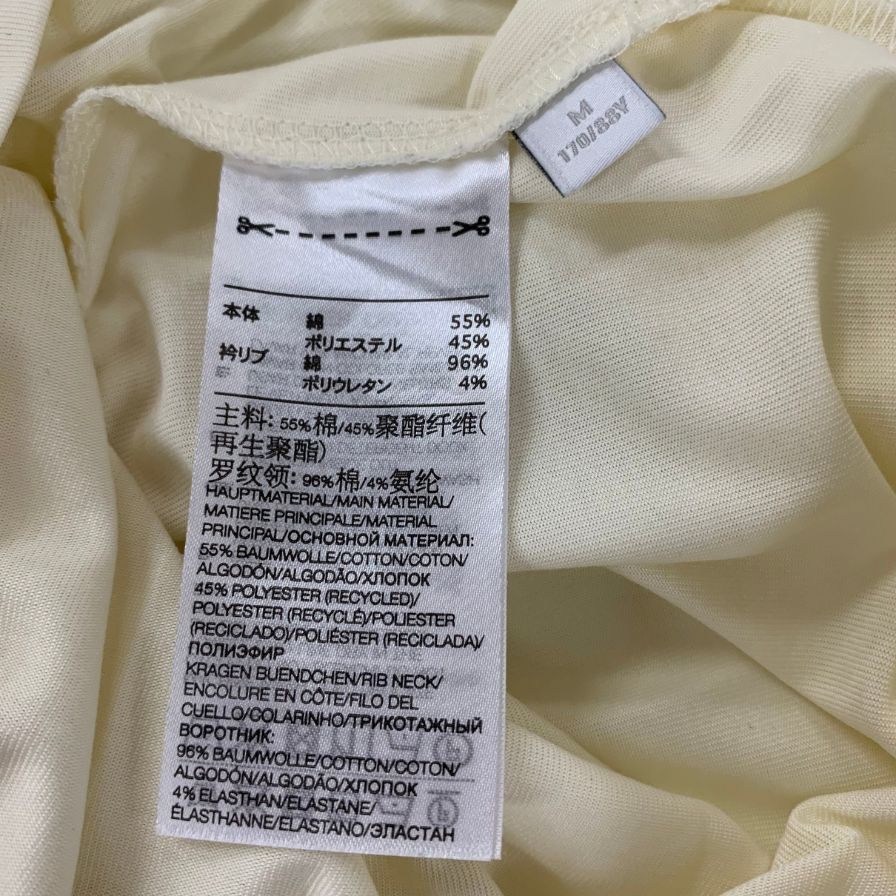 M
170/88Y
本体 綿 55%
ポリエステル 45%
衿リブ 綿 96%
ポリウレタン 4%
主料: 55%棉/45%聚酯纤维(
再生聚酯)
罗纹领: 96%棉/4%氨纶
HAUPTMATERIAL/MAIN MATERIAL/
MATIERE PRINCIPALE/MATERIAL
PRINCIPAL/ОСНОВНОЙ МАТЕРИАЛ:
55% BAUMWOLLE/COTTON/COTON/
ALGODÓN/ALGODÃO/ХЛОПОК
45% POLYESTER (RECYCLED)/
POLYESTER (RECYCLÉ)/POLIESTER
(RECICLADO)/POLIÉSTER (RECICLADA)/
ПОЛИЭФИР
KRAGEN BUENDCHEN/RIB NECK/
ENCOLURE EN CÔTE/FILO DEL
CUELLO/COLARINHO/ТРИКОТАЖНЫЙ
ВОРОТНИК:
96% BAUMWOLLE/COTTON/COTON/
ALGODÓN/ALGODÃO/ХЛОПОК
4% ELASTHAN/ELASTANE/
ÉLASTHANNE/ELASTANO/ЭЛАСТАН